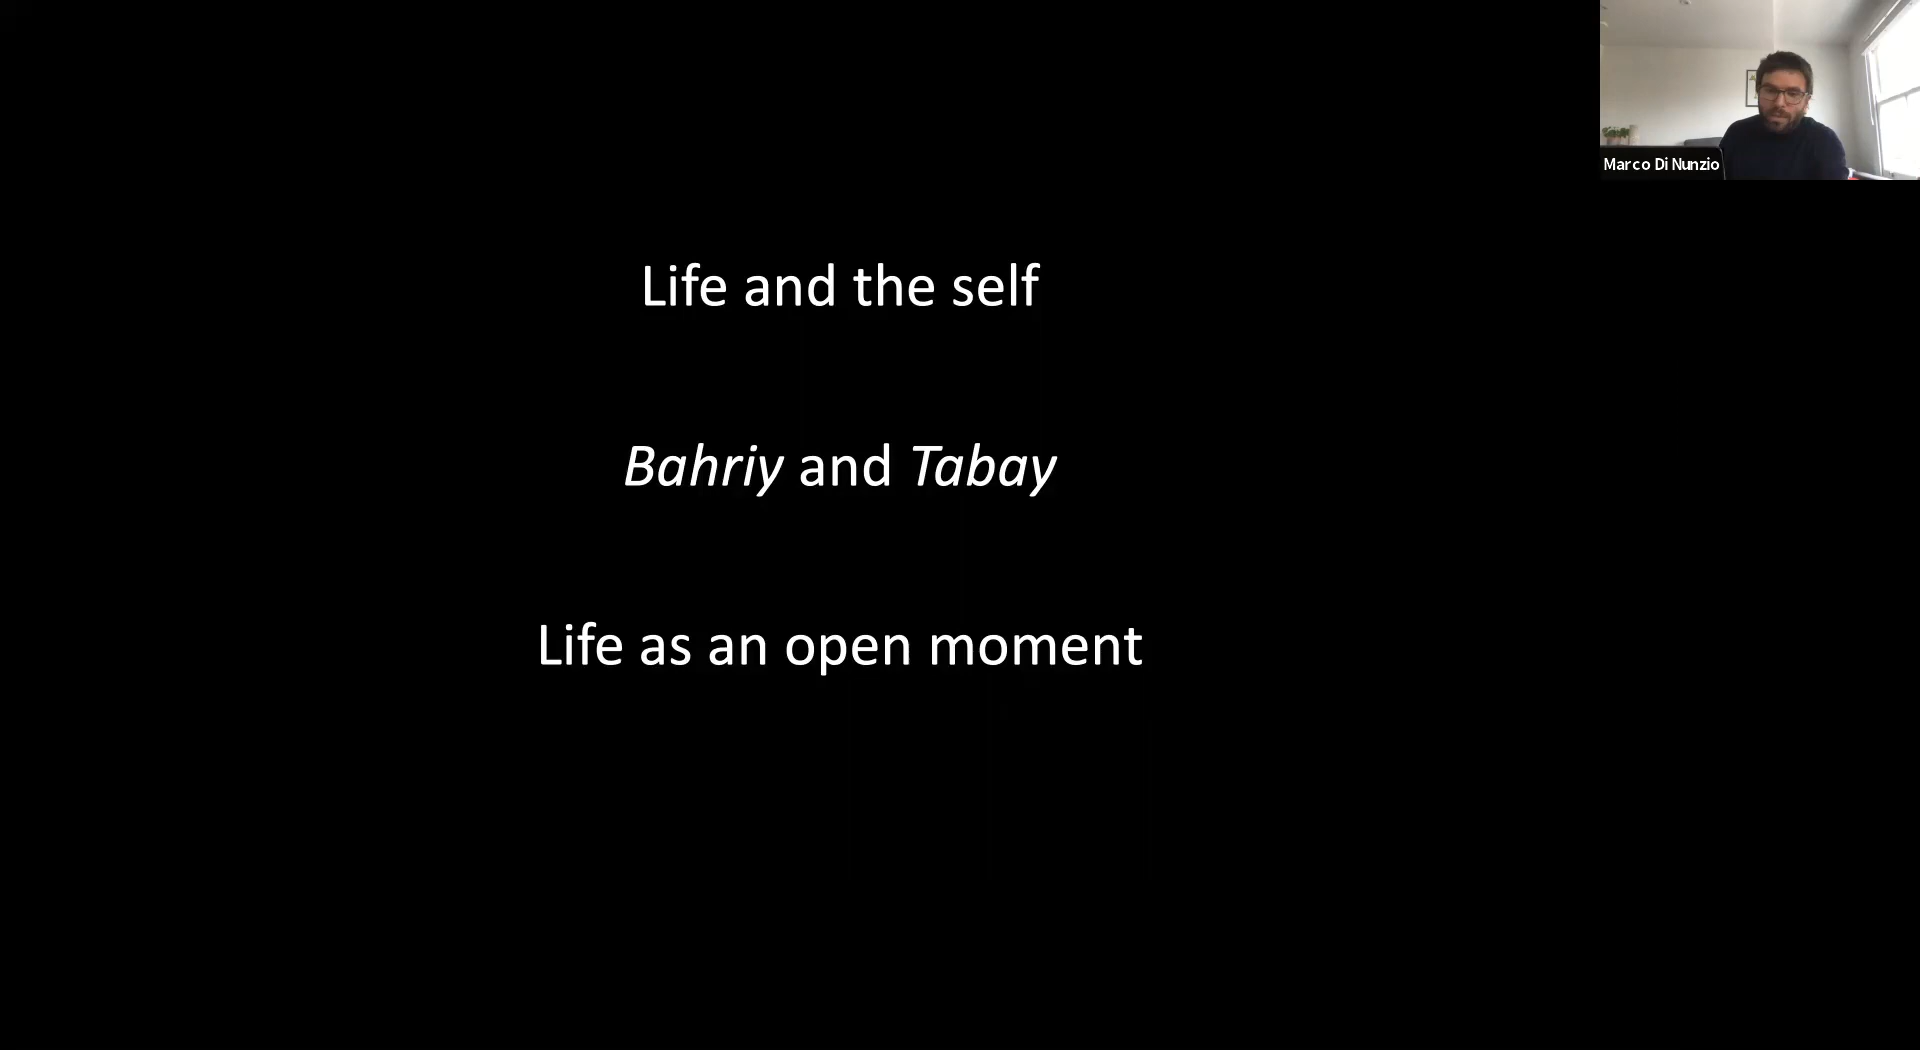 Marco Di Nunzio
Life and the self
Bahriy and Tabay
Life as an open moment